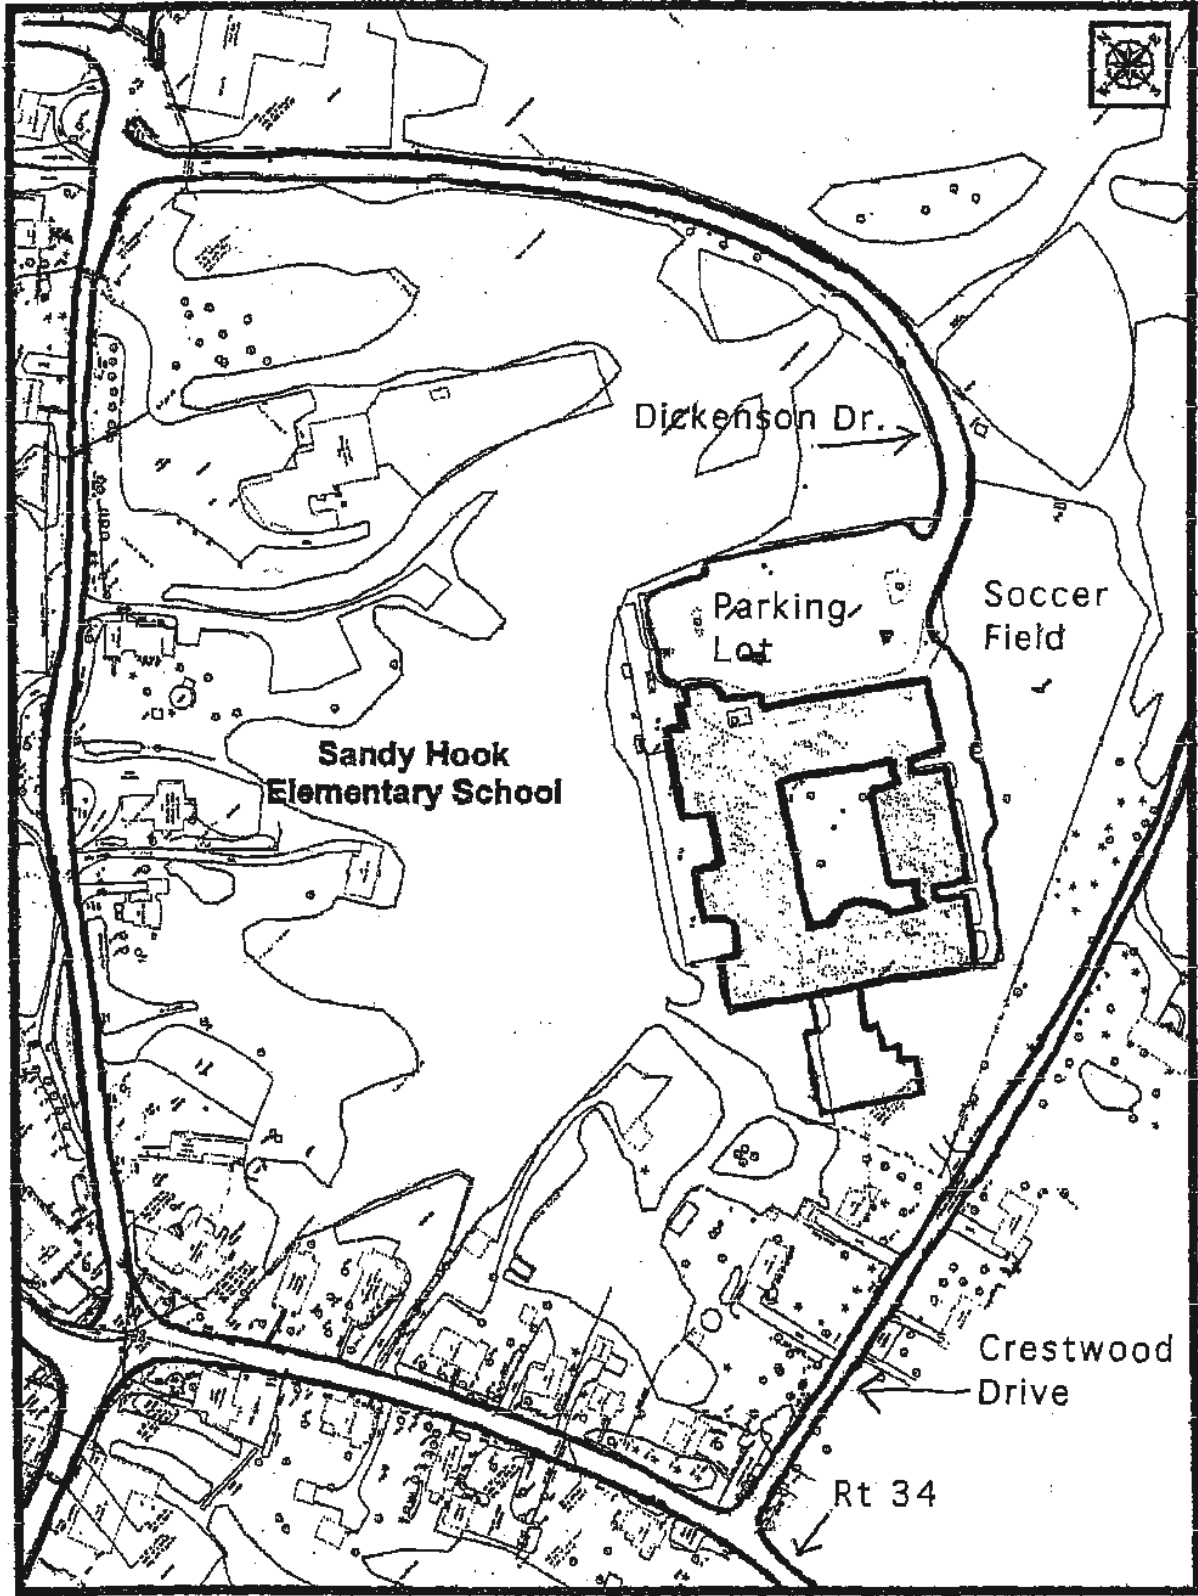 Dickenson Dr.
Parking
Lot
Soccer
Field
Sandy Hook
Elementary School
Crestwood
Drive
Rt 34